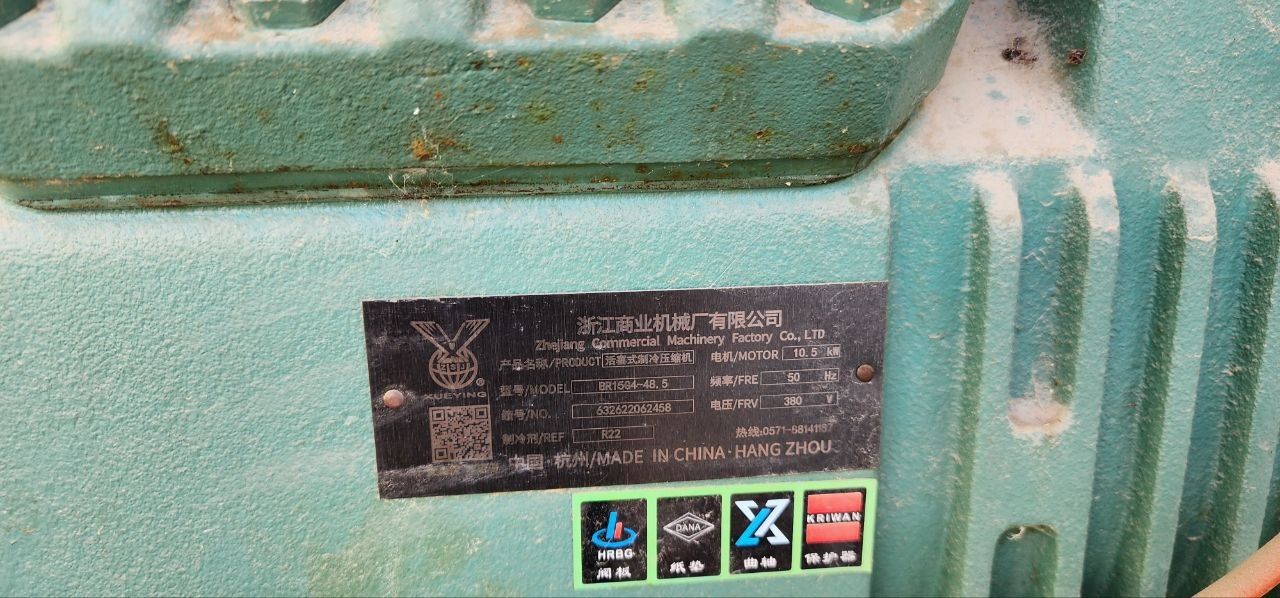 浙江商业机械厂有限公司
Zhejiang Commercial Machinery Factory Co., LTD
产品名称/PRODUCT 活塞式制冷压缩机 电机/MOTOR 10.5 kW
型号/MODEL BR15G4-48.5 频率/FRE 50 Hz
编号/NO. 632622062458 电压/FRV 380 V
制冷剂/REF R22 热线:0571-88141187
中国·杭州/MADE IN CHINA·HANG ZHOU
XUEYING®
HRBG
阀板
DANA
纸垫
曲轴
KRIWAN
保护器